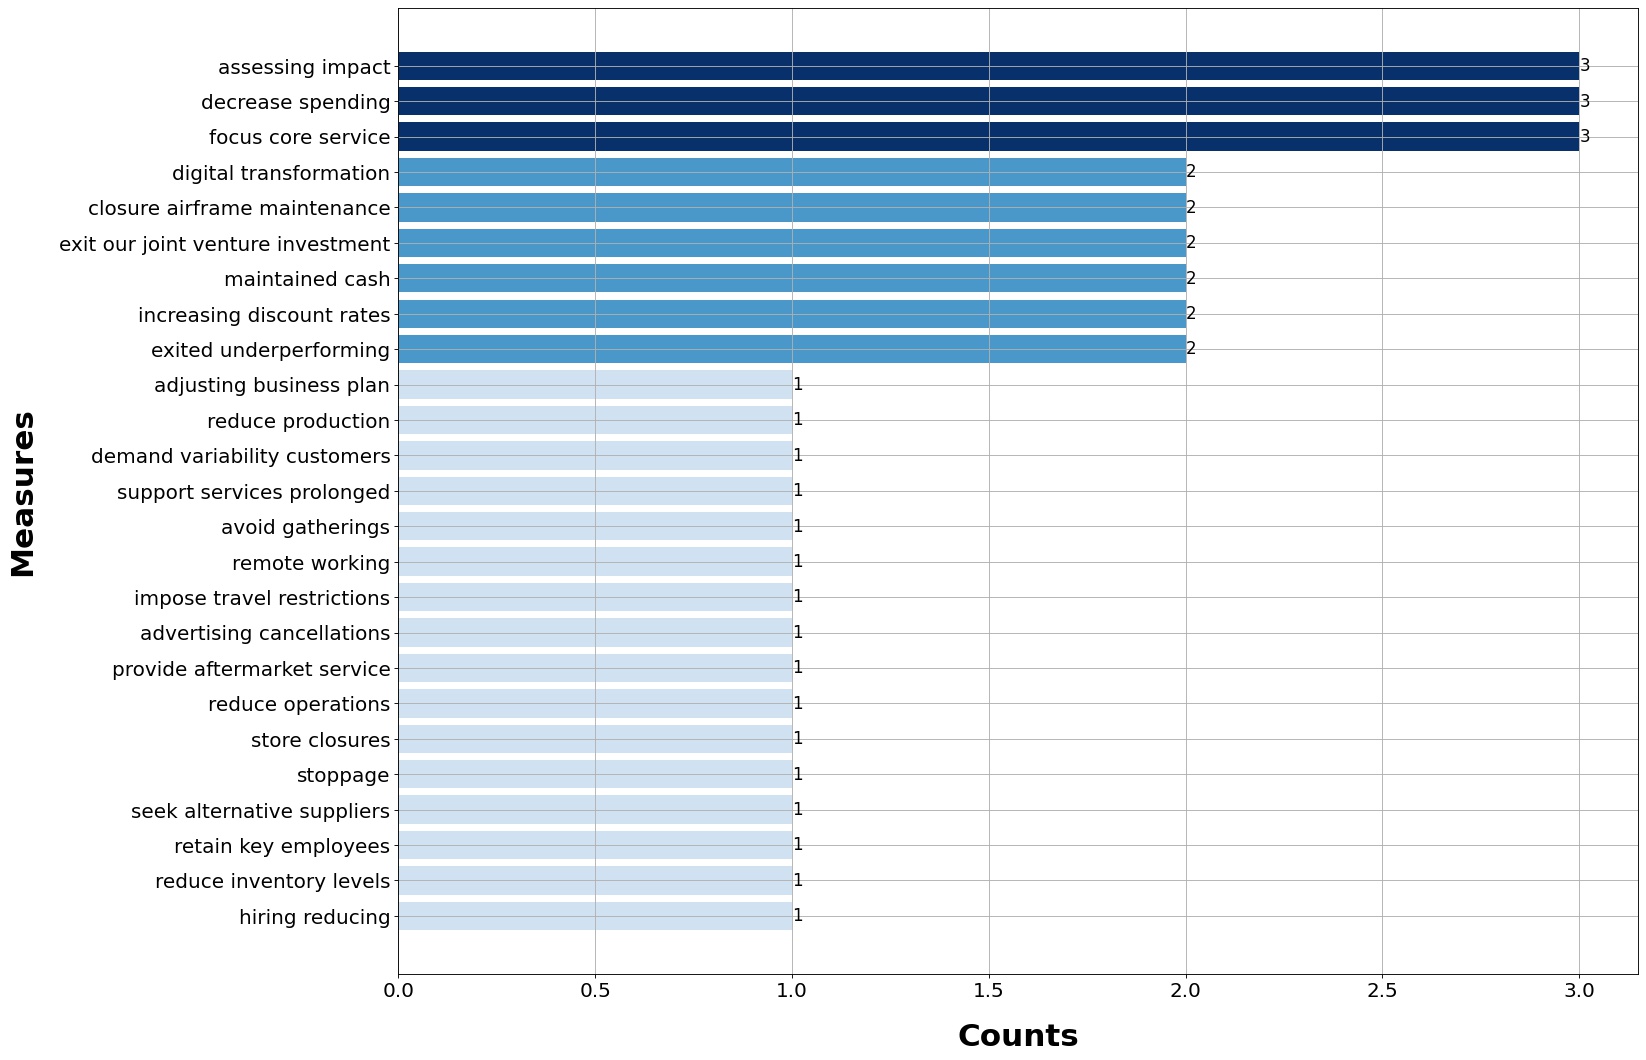 assessing impact 3
decrease spending 3
focus core service 3
digital transformation 2
closure airframe maintenance 2
exit our joint venture investment 2
maintained cash 2
increasing discount rates 2
exited underperforming 2
adjusting business plan 1
reduce production 1
demand variability customers 1
support services prolonged 1
avoid gatherings 1
remote working 1
impose travel restrictions 1
advertising cancellations 1
provide aftermarket service 1
reduce operations 1
store closures 1
stoppage 1
seek alternative suppliers 1
retain key employees 1
reduce inventory levels 1
hiring reducing 1
Measures
0.0 0.5 1.0 1.5 2.0 2.5 3.0
Counts